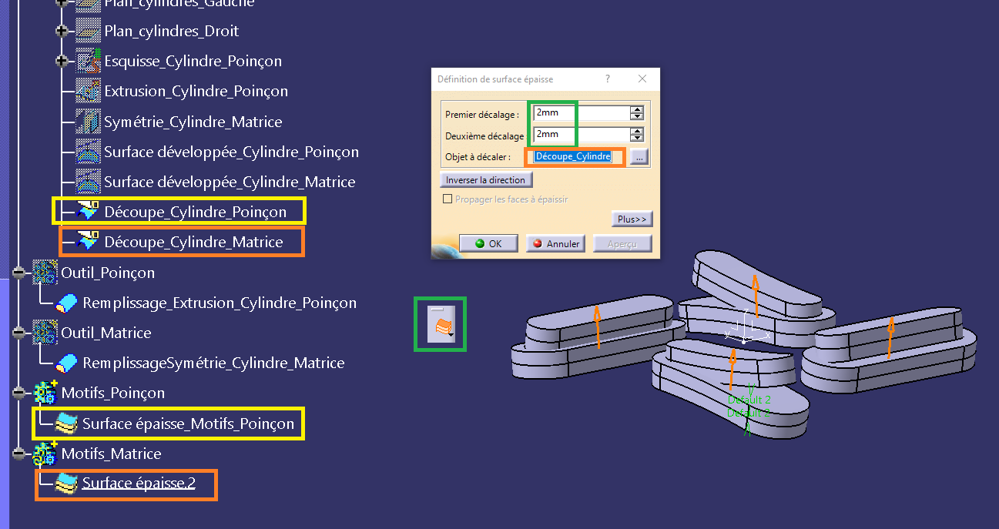 Plan_cylindres_Gauche
Plan_cylindres_Droit
Esquisse_Cylindre_Poinçon
Extrusion_Cylindre_Poinçon
Symétrie_Cylindre_Matrice
Surface développée_Cylindre_Poinçon
Surface développée_Cylindre_Matrice
Découpe_Cylindre_Poinçon
Découpe_Cylindre_Matrice
Outil_Poinçon
Remplissage_Extrusion_Cylindre_Poinçon
Outil_Matrice
RemplissageSymétrie_Cylindre_Matrice
Motifs_Poinçon
Surface épaisse_Motifs_Poinçon
Motifs_Matrice
Surface épaisse.2
Définition de surface épaisse ?
Premier décalage : 2mm
Deuxième décalage 2mm
Objet à décaler : Découpe_Cylindre ...
Inverser la direction
Propager les faces à épaissir
Plus>>
OK Annuler Aperçu
z
y x
Default 2
Default 2